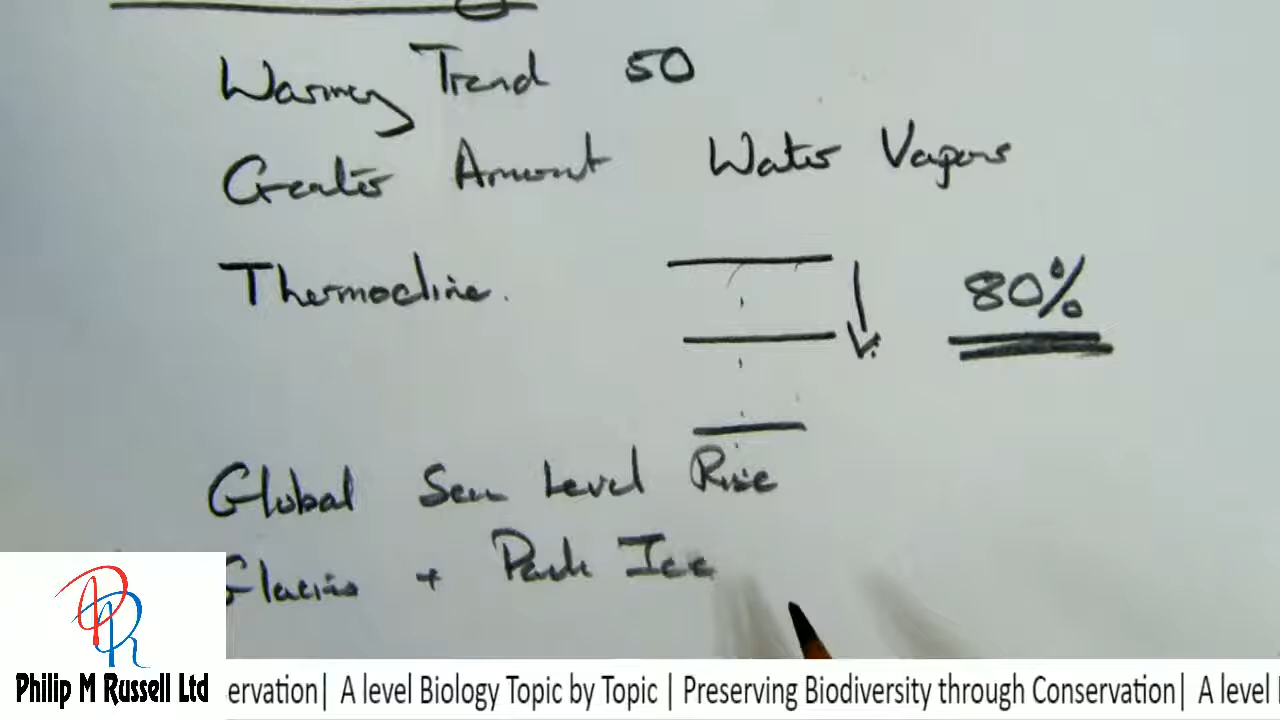 Warming Trend 50
Greater Amount Water Vapour
Thermocline.
80%
Global Sea Level Rise
Glaciers + Pack Ice
Philip M Russell Ltd
ervation| A level Biology Topic by Topic | Preserving Biodiversity through Conservation| A level